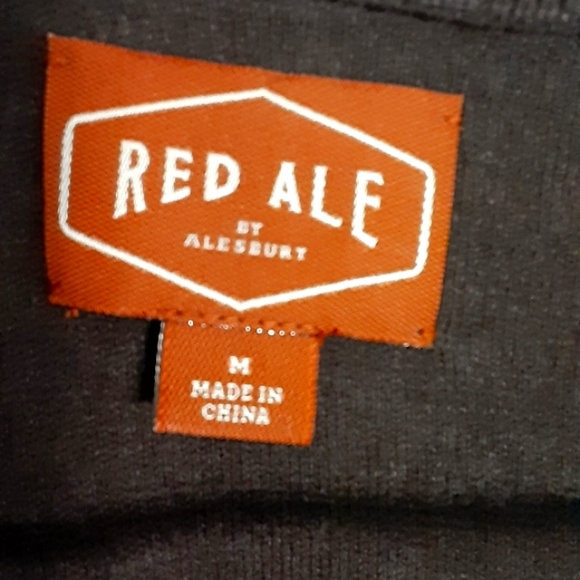 RED ALE
BY
ALESBURT
M
MADE IN
CHINA